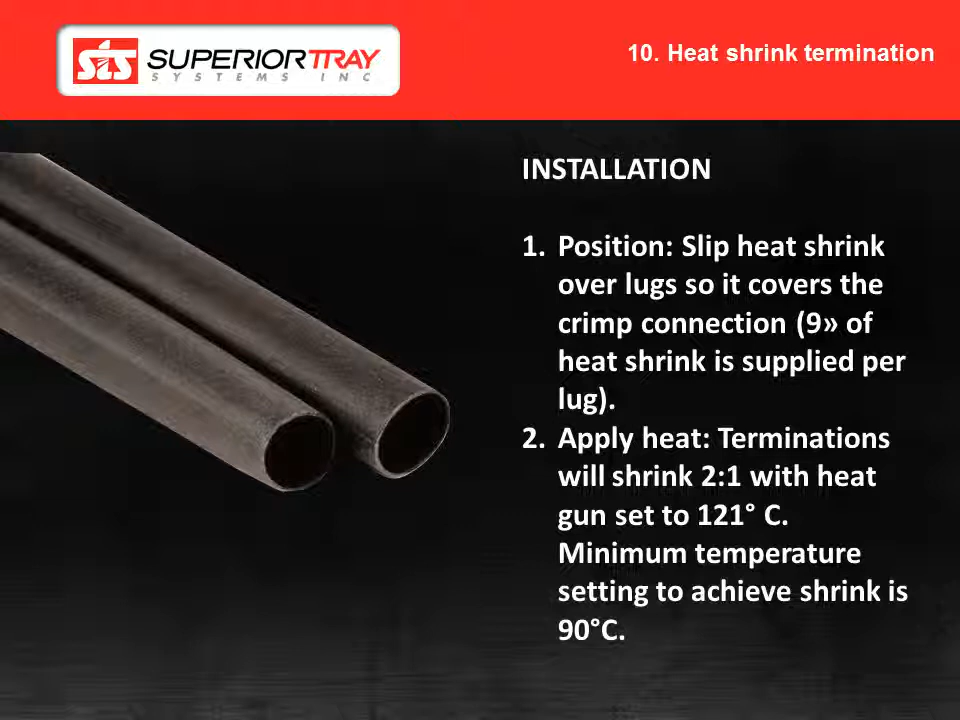 sts SUPERIORTRAY
SYSTEMS INC
10. Heat shrink termination
INSTALLATION
1. Position: Slip heat shrink
over lugs so it covers the
crimp connection (9» of
heat shrink is supplied per
lug).
2. Apply heat: Terminations
will shrink 2:1 with heat
gun set to 121° C.
Minimum temperature
setting to achieve shrink is
90°C.